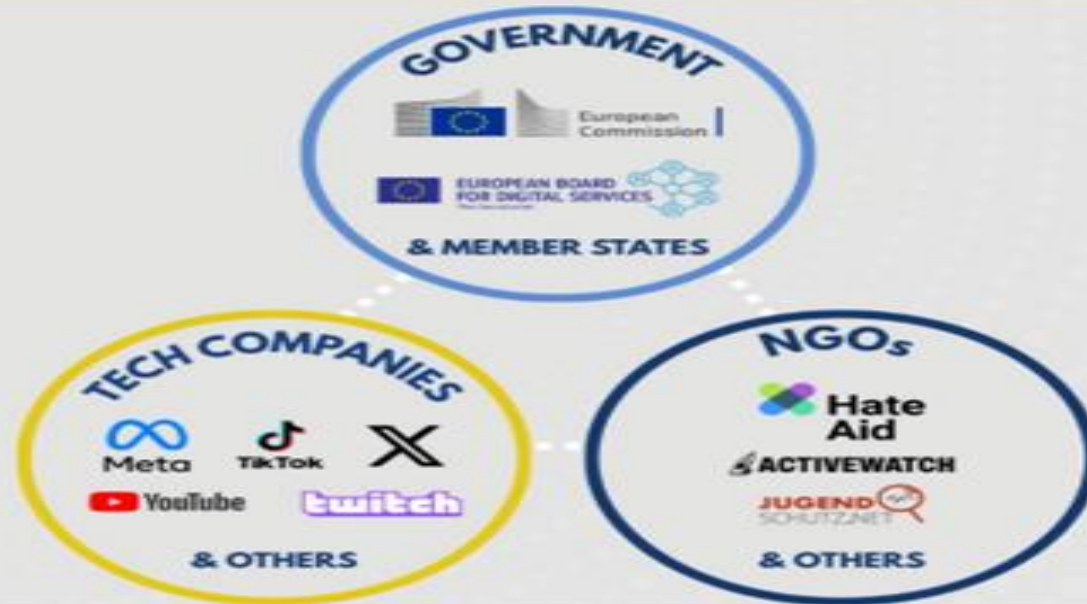 GOVERNMENT
European
Commission
EUROPEAN BOARD
FOR DIGITAL SERVICES
& MEMBER STATES
TECH COMPANIES
Meta
TikTok
X
YouTube
twitch
& OTHERS
NGOs
Hate
Aid
ACTIVEWATCH
JUGEND
SCHUTZ.NET
& OTHERS